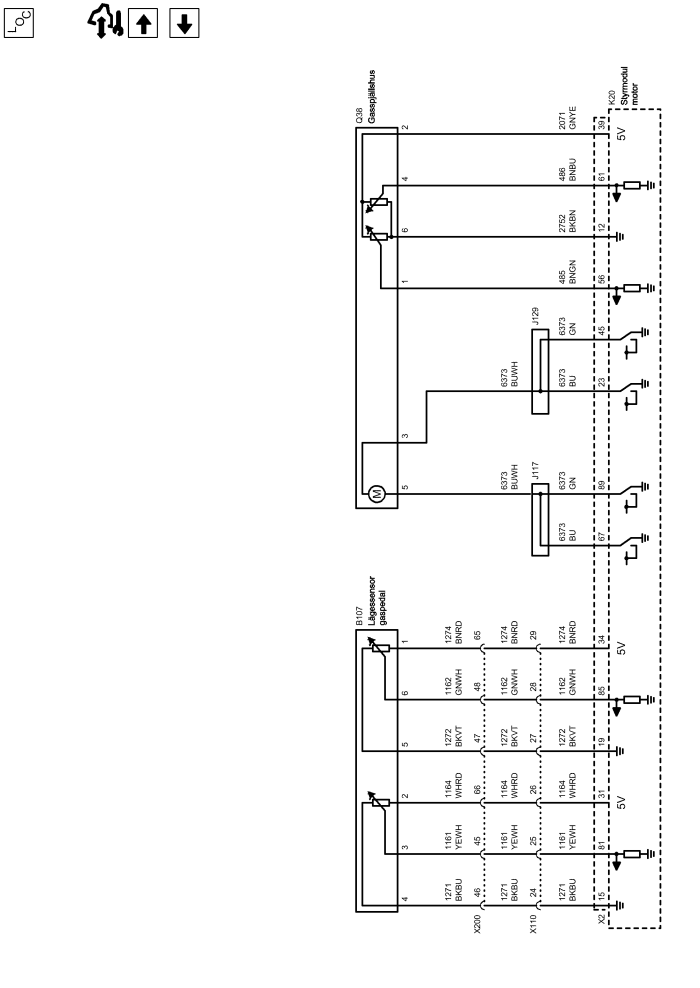 LOC
K20
Styrmodul
motor
Q38
Gasspjällshus
2
2071
GNYE
39
5V
4
486
BNBU
61
6
2752
BKBN
12
1
485
BNGN
56
J129
6373
GN
45
6373
BUWH
6373
BU
23
3
M
5
6373
BUWH
J117
6373
GN
89
6373
BU
67
B107
Lägessensor
gaspedal
1
1274
BNRD
65
1274
BNRD
29
1274
BNRD
34
5V
6
1162
GNWH
48
1162
GNWH
28
1162
GNWH
85
5
1272
BKVT
47
1272
BKVT
27
1272
BKVT
19
2
1164
WHRD
66
1164
WHRD
26
1164
WHRD
31
5V
3
1161
YEWH
45
1161
YEWH
25
1161
YEWH
81
4
1271
BKBU
46
1271
BKBU
24
1271
BKBU
15
X200
X110
X2